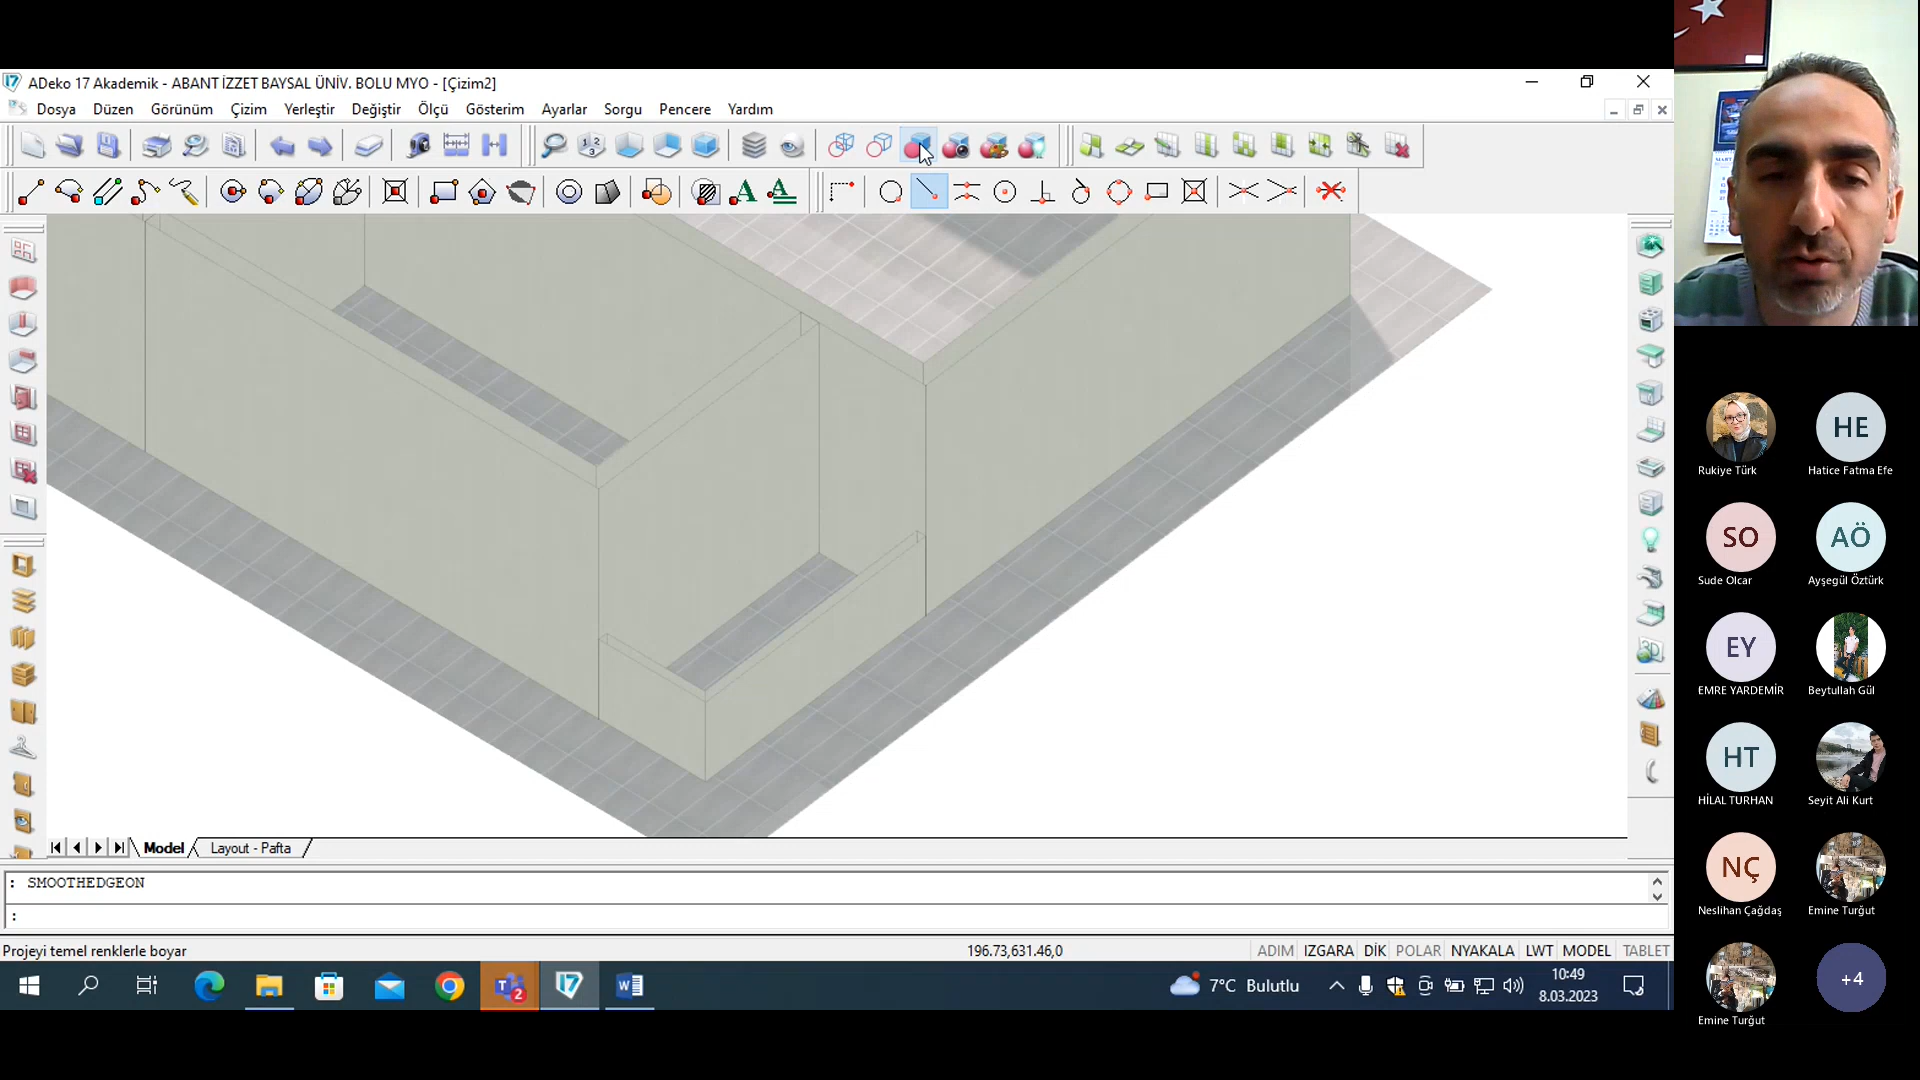 ADeko 17 Akademik - ABANT İZZET BAYSAL ÜNİV. BOLU MYO - [Çizim2]
Dosya Düzen Görünüm Çizim Yerleştir Değiştir Ölçü Gösterim Ayarlar Sorgu Pencere Yardım
Model Layout - Pafta
: SMOOTHEDGEON
:
Projeyi temel renklerle boyar 196.73,631.46,0 ADIM IZGARA DİK POLAR NYAKALA LWT MODEL TABLET
7°C Bulutlu 10:49
8.03.2023
Rukiye Türk
HE
Hatice Fatma Efe
SO
Sude Olcar
AÖ
Ayşegül Öztürk
EY
EMRE YARDEMİR
Beytullah Gül
HT
HİLAL TURHAN
Seyit Ali Kurt
NÇ
Neslihan Çağdaş
Emine Turğut
Emine Turğut
+4